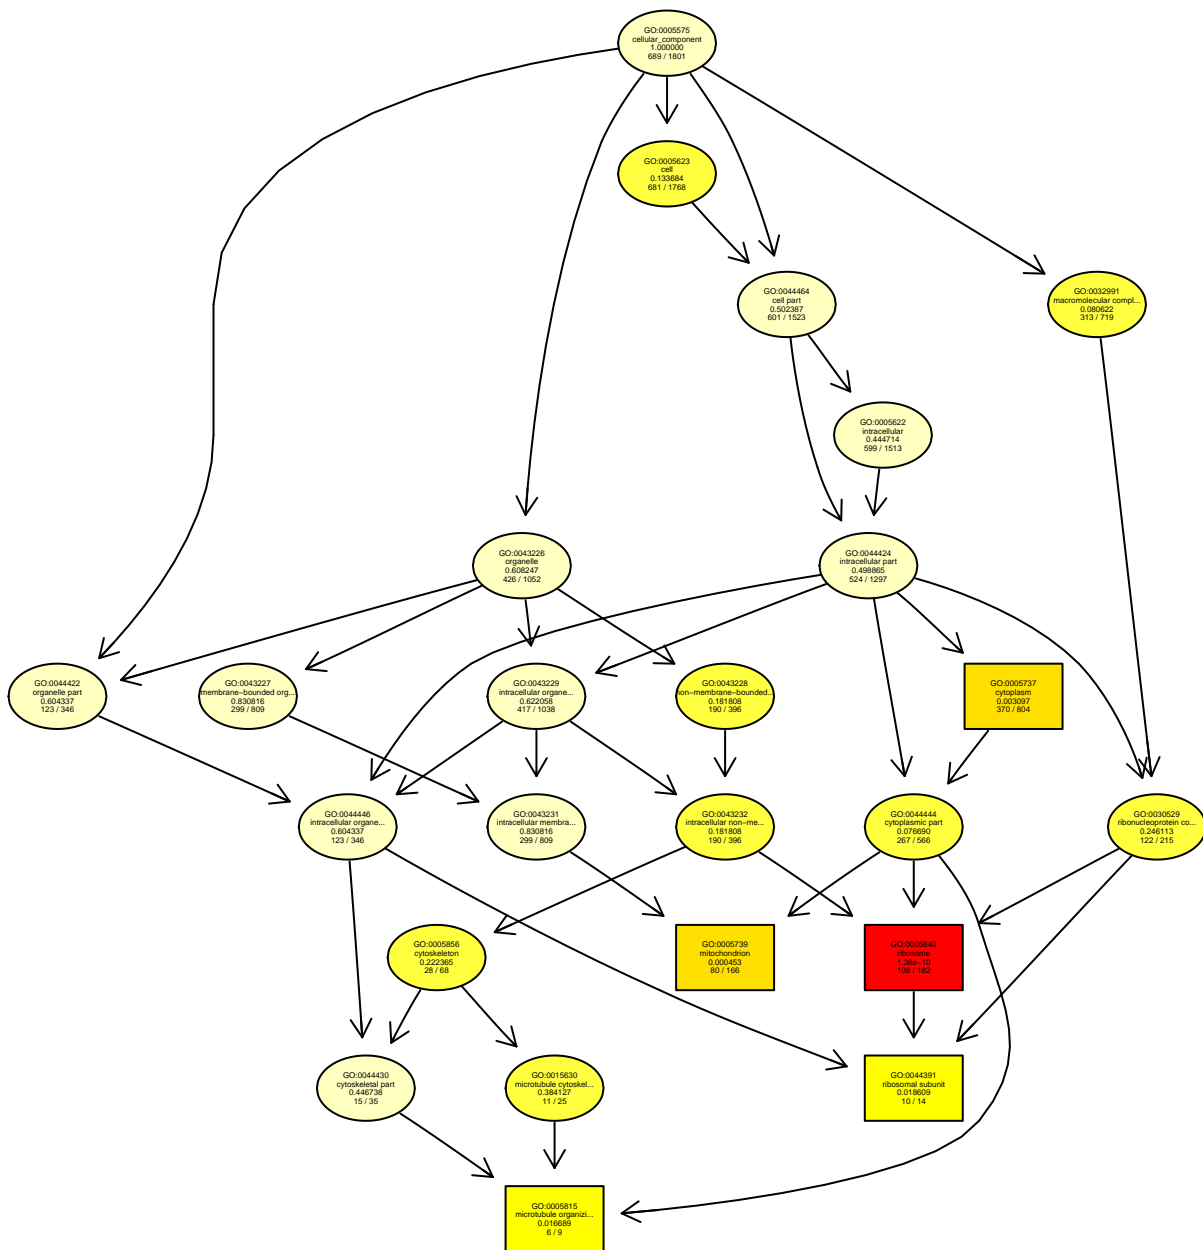 GO:0005575
cellular_component
1.000000
689 / 1801
GO:0005623
cell
0.133684
681 / 1768
GO:0044464
cell part
0.502387
601 / 1523
GO:0032991
macromolecular compl...
0.080622
313 / 719
GO:0005622
intracellular
0.444714
599 / 1513
GO:0043226
organelle
0.608247
426 / 1052
GO:0044424
intracellular part
0.498865
524 / 1297
GO:0044422
organelle part
0.604337
123 / 346
GO:0043227
membrane−bounded org...
0.830816
299 / 809
GO:0043229
intracellular organe...
0.622058
417 / 1038
GO:0043228
non−membrane−bounded...
0.181808
190 / 396
GO:0005737
cytoplasm
0.003097
370 / 804
GO:0044446
intracellular organe...
0.604337
123 / 346
GO:0043231
intracellular membra...
0.830816
299 / 809
GO:0043232
intracellular non−me...
0.181808
190 / 396
GO:0044444
cytoplasmic part
0.076690
267 / 566
GO:0030529
ribonucleoprotein co...
0.246113
122 / 215
GO:0005856
cytoskeleton
0.222365
28 / 68
GO:0005739
mitochondrion
0.000453
80 / 166
GO:0005840
ribosome
1.38e−10
108 / 182
GO:0044430
cytoskeletal part
0.446738
15 / 35
GO:0015630
microtubule cytoskel...
0.384127
11 / 25
GO:0044391
ribosomal subunit
0.018609
10 / 14
GO:0005815
microtubule organizi...
0.016689
6 / 9